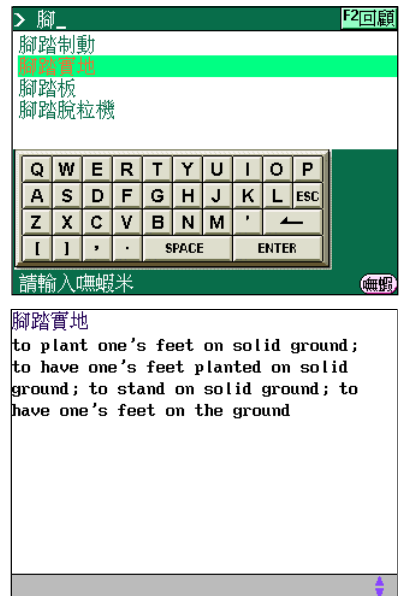 > 腳_ F2回顧
腳踏制動
腳踏實地
腳踏板
腳踏脫粒機
Q W E R T Y U I O P
A S D F G H J K L ESC
Z X C V B N M '
[ ] , . SPACE ENTER
請輸入嘸蝦米 嘸蝦
腳踏實地
to plant one's feet on solid ground;
to have one's feet planted on solid
ground; to stand on solid ground; to
have one's feet on the ground